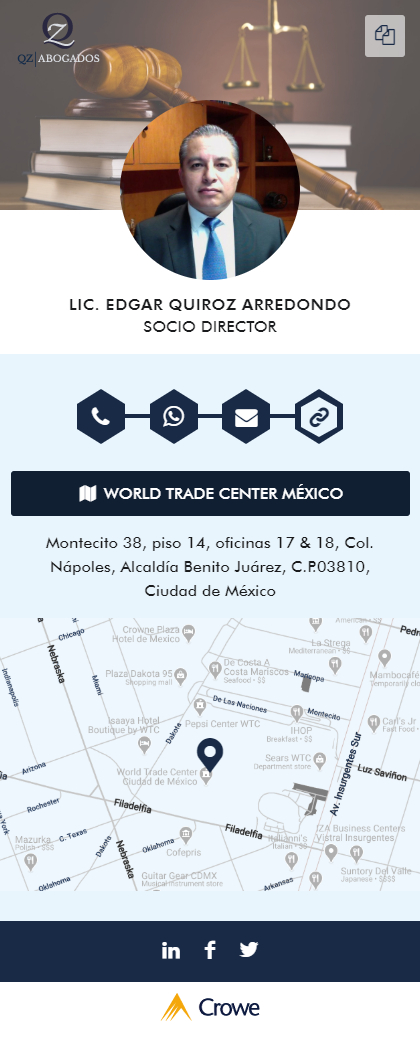 QZ
QZ|ABOGADOS
LIC. EDGAR QUIROZ ARREDONDO
SOCIO DIRECTOR
WORLD TRADE CENTER MÉXICO
Montecito 38, piso 14, oficinas 17 & 18, Col.
Nápoles, Alcaldía Benito Juárez, C.P.03810,
Ciudad de México
Crowne Plaza
Hotel de Mexico
American • $$
Chicago
La Strega
Mediterranean • $$
Pedr
Nebraska
Indianapolis
Miami
Plaza Dakota 95
Shopping mall
De Costa A
Costa Mariscos
Seafood • $$
Maricopa
Mambocafé
Temporarily clo
De Las Naciones
Montecito
Isaaya Hotel
Boutique by WTC
Dakota
Pepsi Center WTC
IHOP
Breakfast • $$
Carl's Jr
Fast Food •
Arizona
World Trade Center
Ciudad de México
Sears WTC
Department store
Av. Insurgentes Sur
Luz Saviñon
Rochester
Filadelfia
Filadelfia
Mazurka
Polish • $$$
C. Texas
Dakota
Oklahoma
Cofepris
Italianni's
Italian • $$
IZA Business Centers
Vistral Insurgentes
Nebraska
Oklahoma
Guitar Gear CDMX
Musical instrument store
Arkansas
Suntory Del Valle
Japanese • $$$$
Crowe